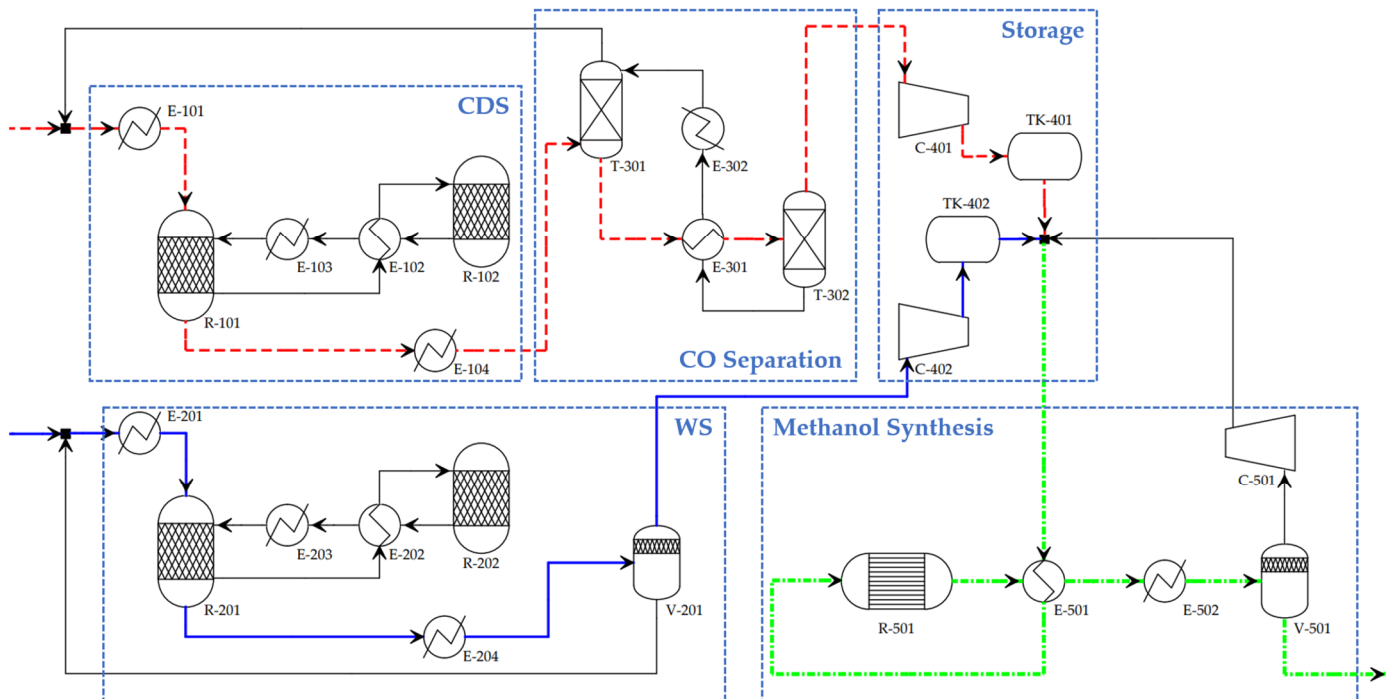 Storage
CDS
E-101
TK-401
C-401
T-301
E-302
R-102
TK-402
E-103
E-102
E-301
T-302
R-101
CO Separation
E-104
C-402
E-201
WS
Methanol Synthesis
C-501
E-203
E-202
R-202
R-201
V-201
E-501
E-502
R-501
V-501
E-204